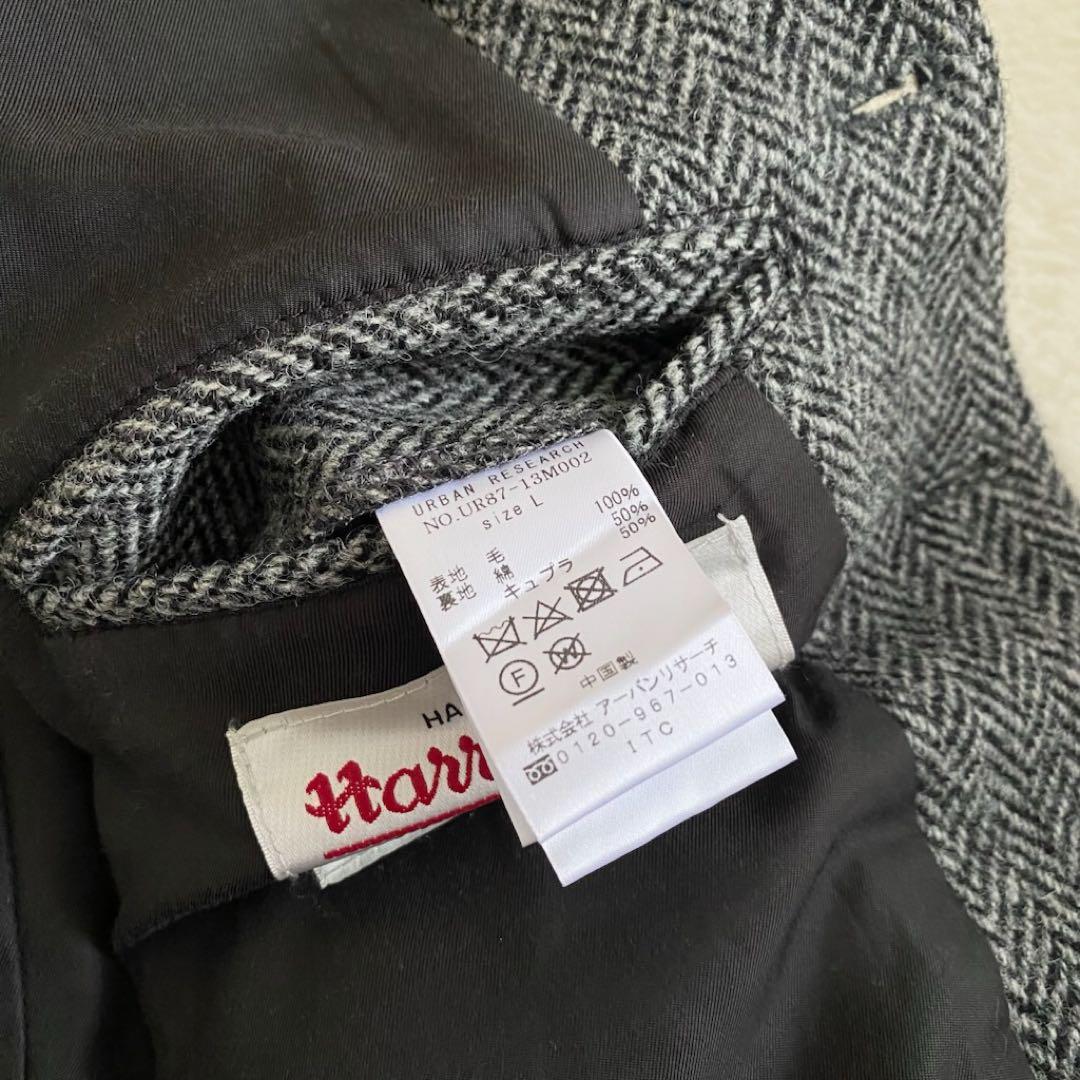 URBAN RESEARCH
NO.UR87-13M002
size L
表地 毛 100%
裏地 綿 50%
キュプラ 50%
F
W
中国製
株式会社 アーバンリサーチ
0120-967-013
ITC
HA
Harr